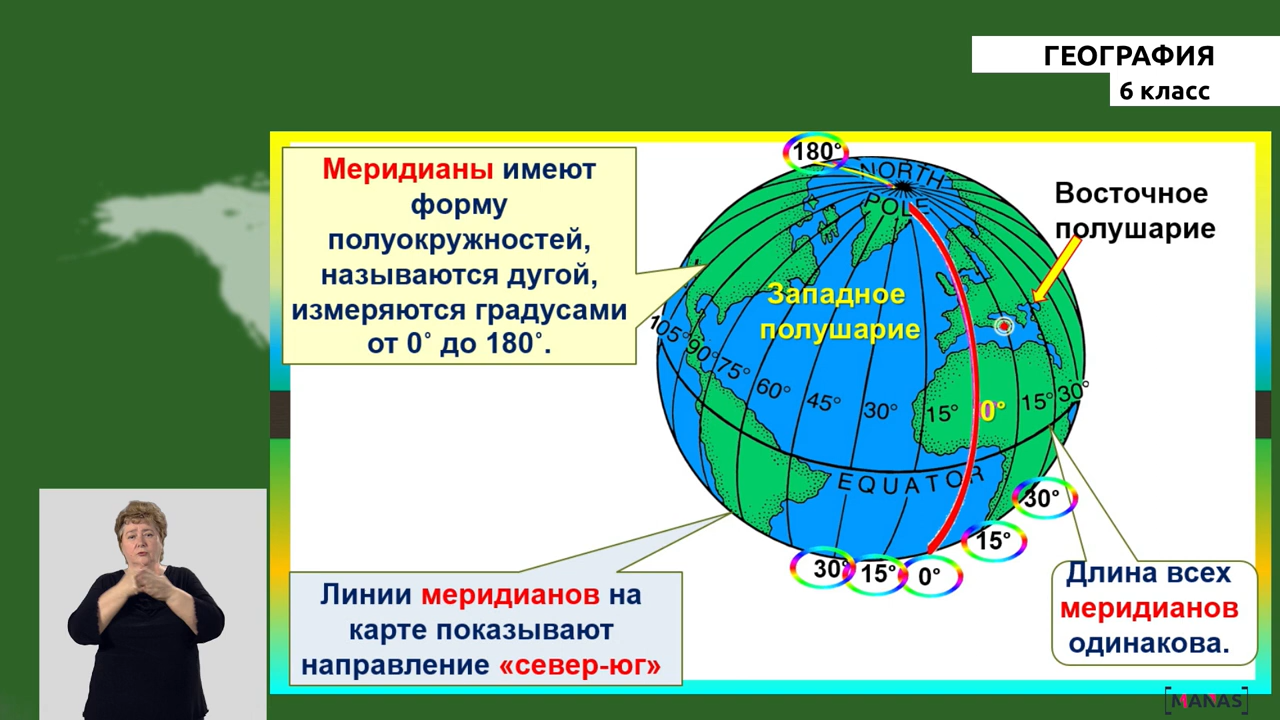 ГЕОГРАФИЯ
6 класс
Меридианы имеют
форму
полуокружностей,
называются дугой,
измеряются градусами
от 0˚ до 180˚.
180°
NORTH
POLE
Восточное
полушарие
Западное
полушарие
105° 90° 75° 60° 45° 30° 15° 0° 15° 30°
EQUATOR
30° 15° 0° 15° 30°
Линии меридианов на
карте показывают
направление «север-юг»
Длина всех
меридианов
одинакова.
[MANAS]